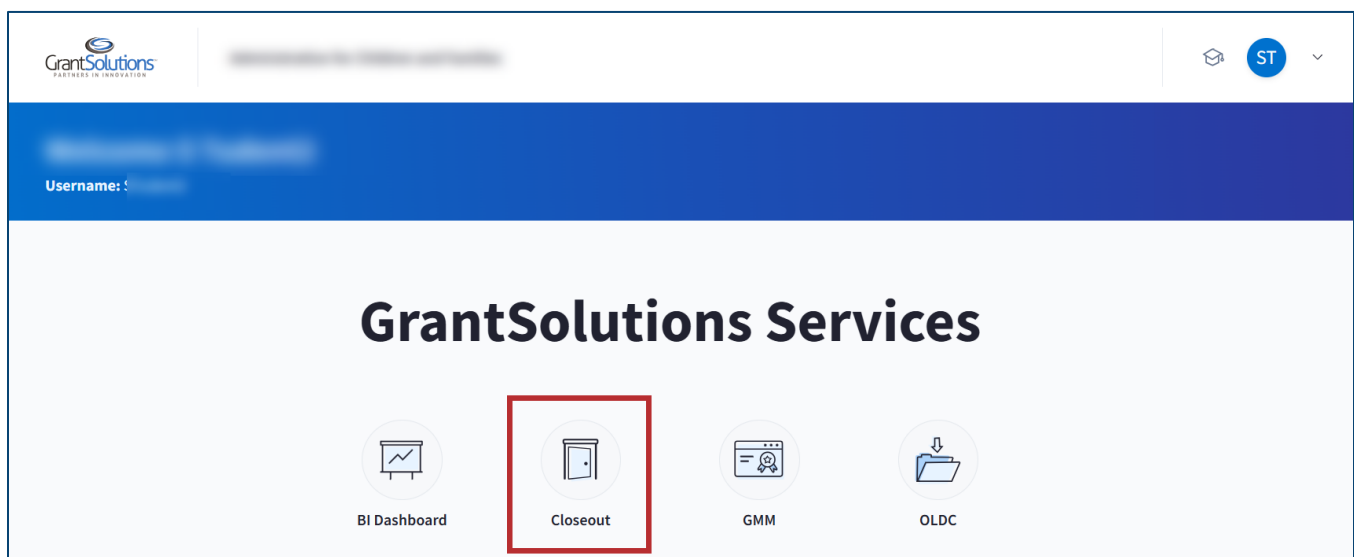 GrantSolutions
PARTNERS IN INNOVATION
ST
Username:
GrantSolutions Services
BI Dashboard
Closeout
GMM
OLDC